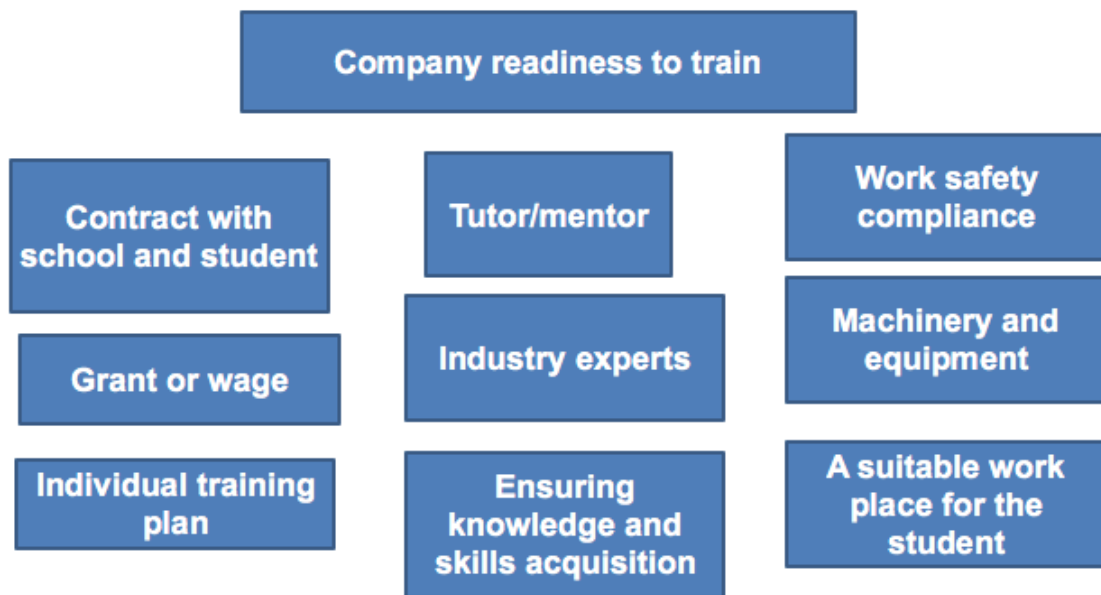 Company readiness to train
Contract with
school and student
Grant or wage
Individual training
plan
Tutor/mentor
Industry experts
Ensuring
knowledge and
skills acquisition
Work safety
compliance
Machinery and
equipment
A suitable work
place for the
student